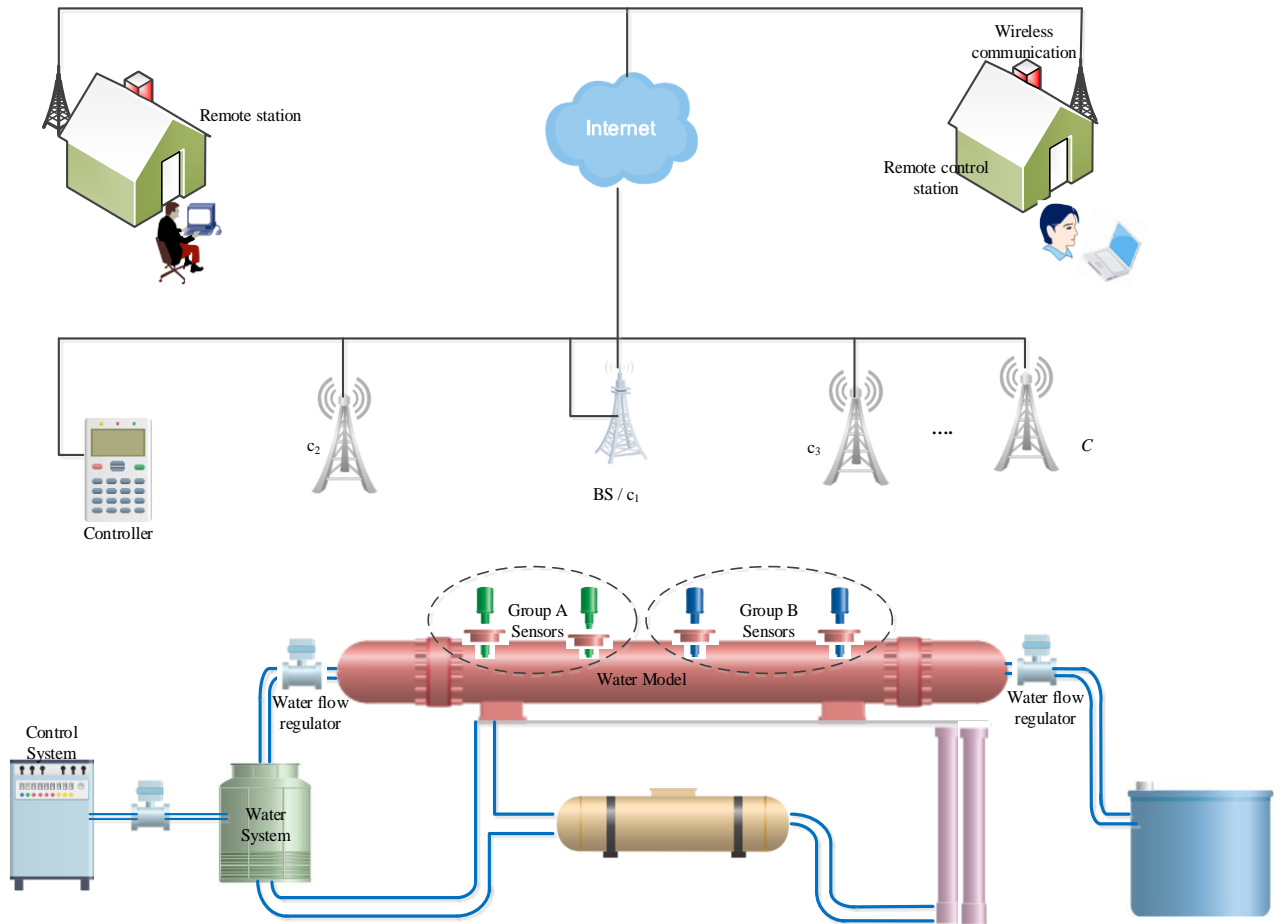 Wireless
communication
Remote station
Internet
Remote control
station
c2
c3
....
C
BS / c1
Controller
Group A
Sensors
Group B
Sensors
Water Model
Water flow
regulator
Water flow
regulator
Control
System
Water
System